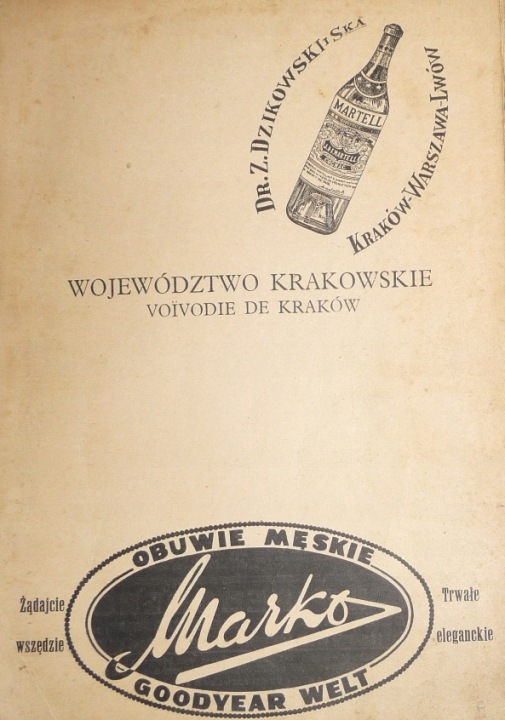 DR. Z. DZIKOWSKI I SKA
MARTELL
KRAKÓW-WARSZAWA-LWÓW
WOJEWÓDZTWO KRAKOWSKIE
VOÏVODIE DE KRAKÓW
OBUWIE MĘSKIE
Żądajcie
wszędzie
Marko
Trwałe
eleganckie
GOODYEAR WELT